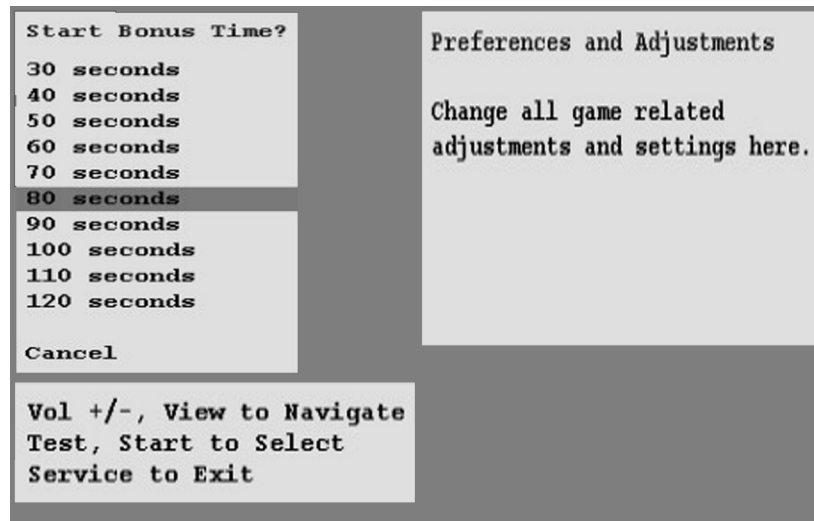 Start Bonus Time?
30 seconds
40 seconds
50 seconds
60 seconds
70 seconds
80 seconds
90 seconds
100 seconds
110 seconds
120 seconds
Cancel
Preferences and Adjustments
Change all game related
adjustments and settings here.
Vol +/-, View to Navigate
Test, Start to Select
Service to Exit